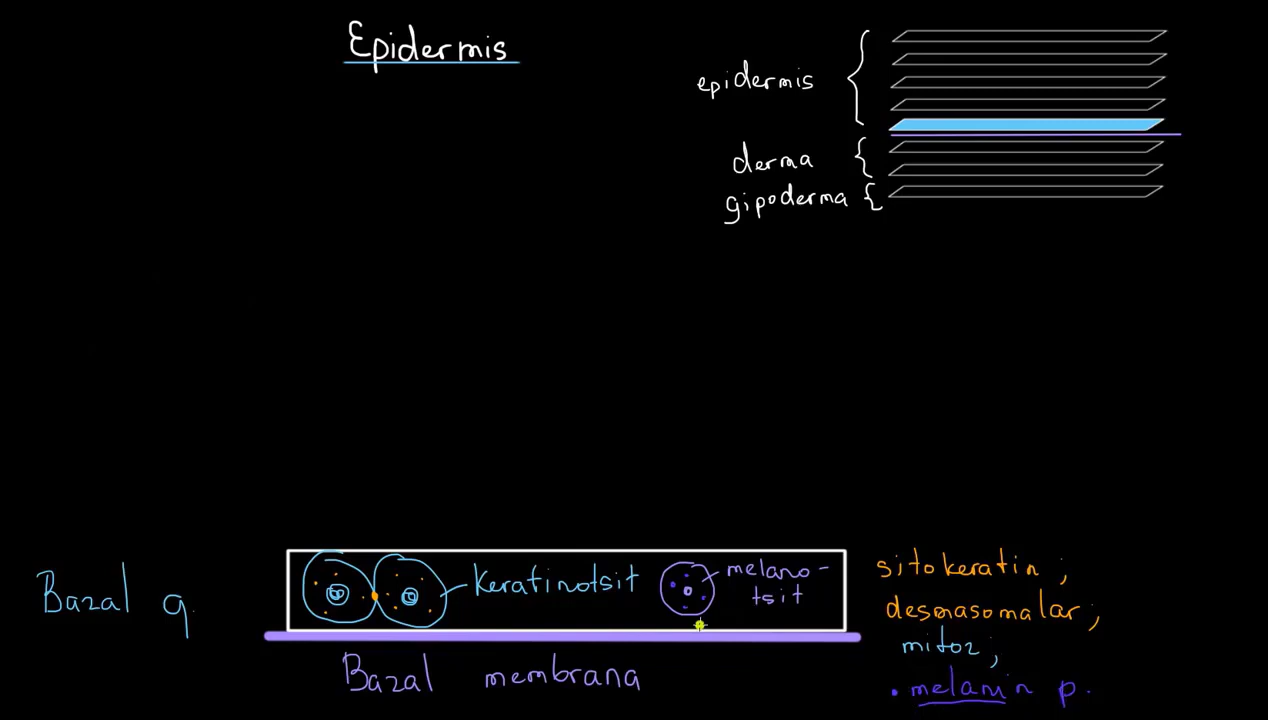 Epidermis
epidermis
derma
gipoderma
Bazal q.
Keratinotsit
melano-
tsit
sitokeratin;
desmasomalar;
mitoz;
• melanin p.
Bazal membrana